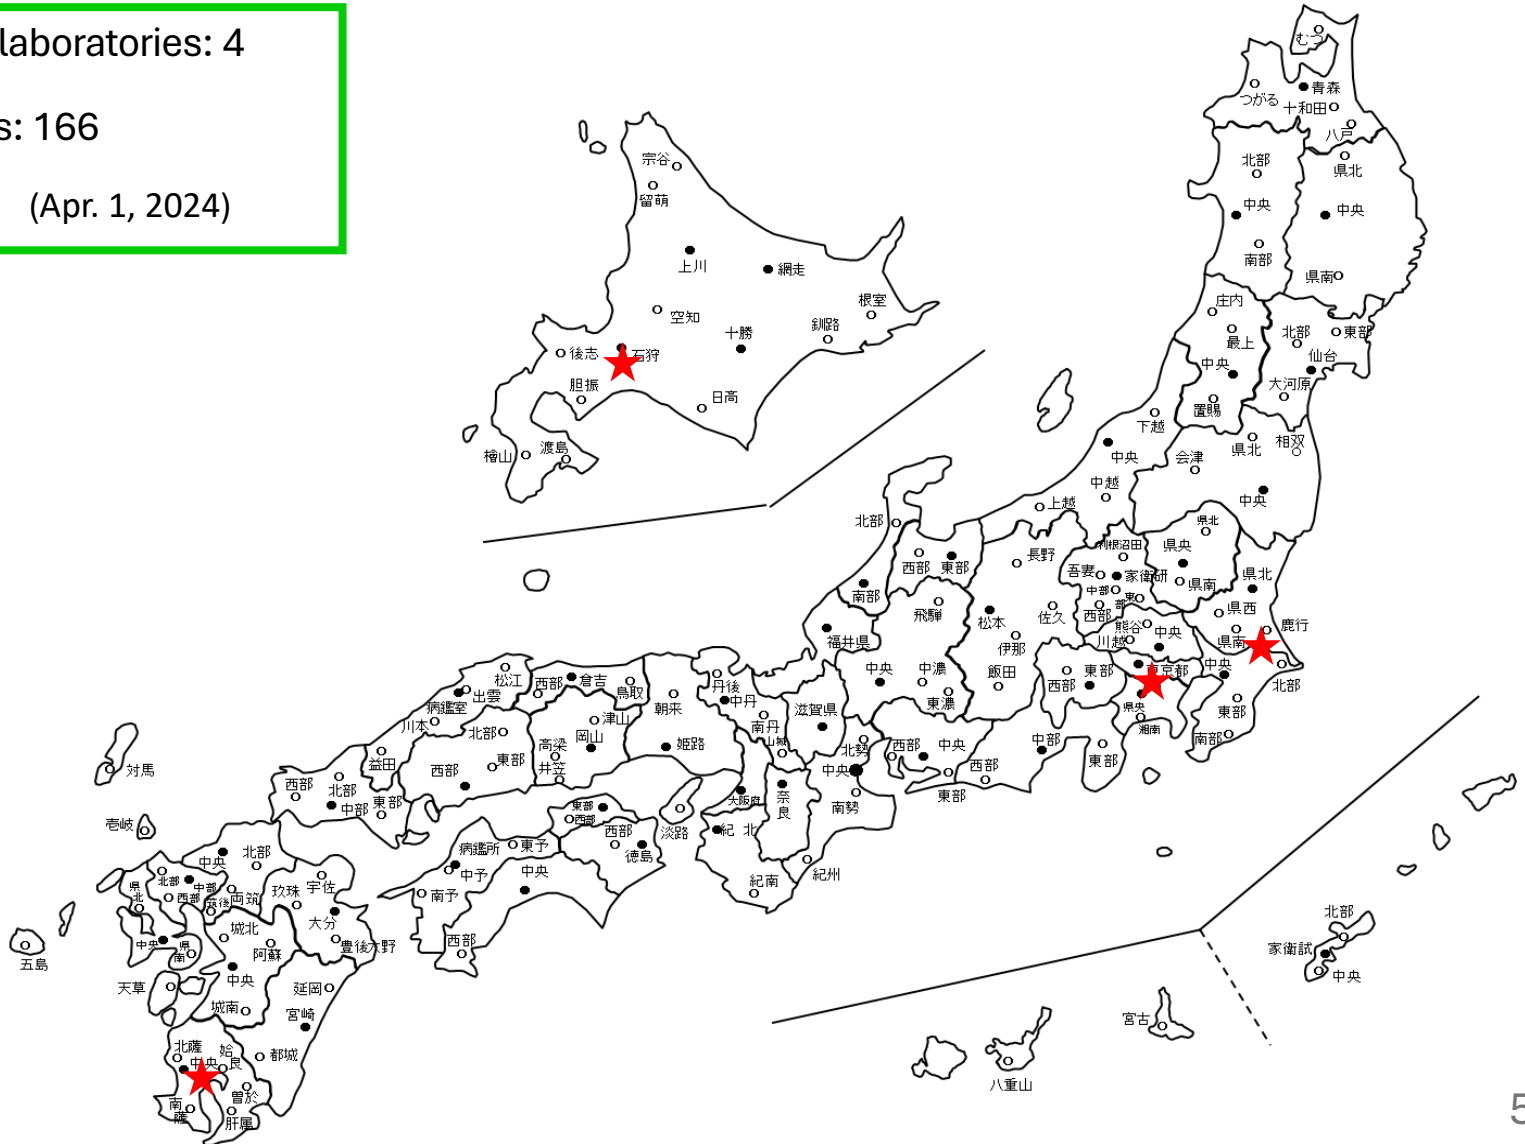 laboratories: 4
s: 166
(Apr. 1, 2024)
むつ
つがる
青森
十和田
八戸
北部
中央
南部
県北
中央
県南
庄内
最上
中央
置賜
北部
東部
仙台
大河原
宗谷
留萌
上川
網走
空知
根室
釧路
十勝
後志
石狩
胆振
日高
檜山
渡島
下越
中央
中越
上越
会津
県北
相双
中央
北部
南部
西部
東部
福井県
飛騨
中央
中濃
東濃
長野
松本
佐久
伊那
飯田
利根沼田
吾妻
家衛研
中部
東
部
西部
県北
県央
県南
県北
県西
県南
鹿行
熊谷
川越
中央
東京都
県央
湘南
中央
北部
東部
南部
西部
東部
中部
東部
西部
西部
中央
東部
北勢
中央
南勢
紀州
滋賀県
丹後
中丹
南丹
山城
大阪府
奈良
紀北
紀南
朝来
姫路
淡路
鳥取
倉吉
西部
松江
出雲
病鑑室
川本
益田
津山
岡山
高梁
井笠
北部
東部
西部
西部
北部
中部
東部
東部
西部
西部
徳島
病鑑所
東予
中予
南予
中央
西部
対馬
壱岐
五島
中央
北部
両筑
筑後
北部
中部
西部
県北
中央
県南
玖珠
宇佐
大分
豊後大野
城北
阿蘇
中央
天草
城南
延岡
宮崎
都城
北薩
中央
姶良
曽於
南薩
肝属
北部
家衛試
中央
宮古
八重山
5